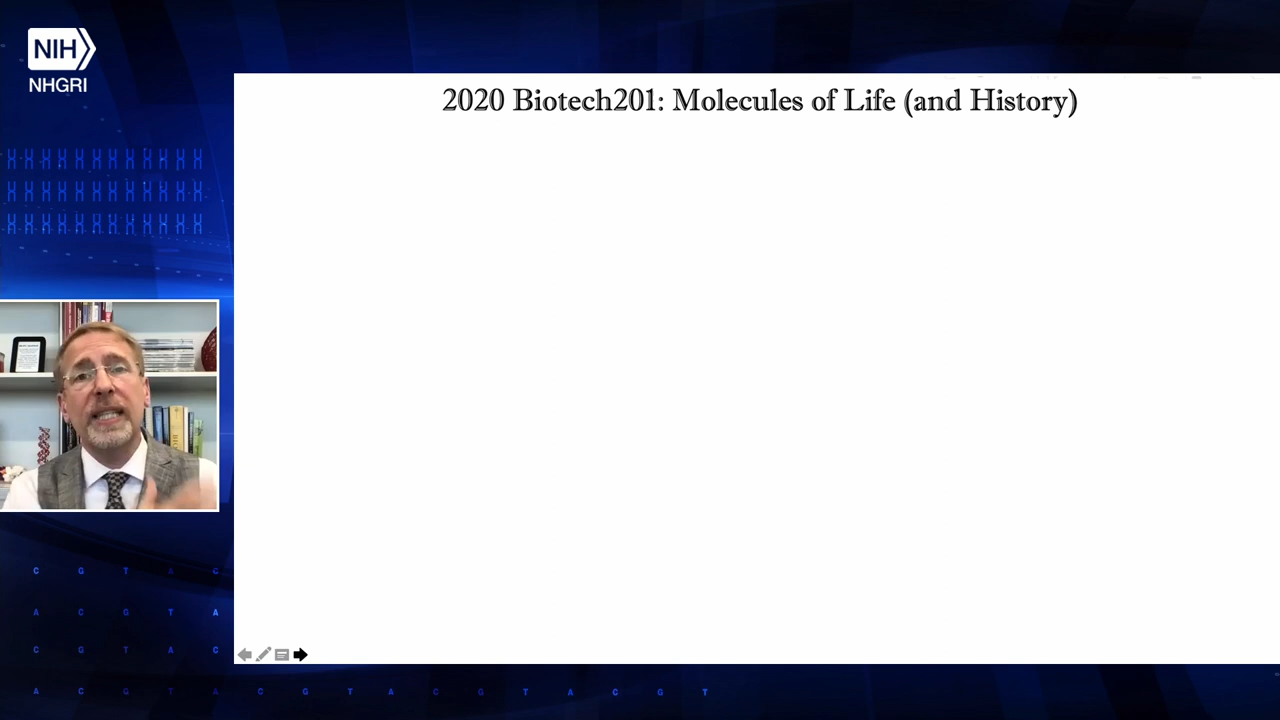 NIH
NHGRI
2020 Biotech201: Molecules of Life (and History)
C G T A C
A C G T A
C G T A C
A C G T A C G T A C G T A C G T